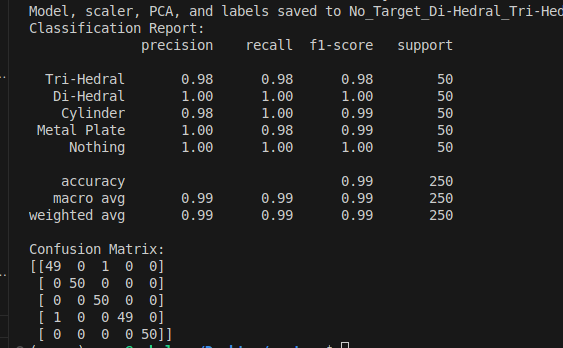 Model, scaler, PCA, and labels saved to No_Target_Di-Hedral_Tri-Hed
Classification Report:
              precision    recall  f1-score   support

  Tri-Hedral       0.98      0.98      0.98        50
   Di-Hedral       1.00      1.00      1.00        50
    Cylinder       0.98      1.00      0.99        50
 Metal Plate       1.00      0.98      0.99        50
     Nothing       1.00      1.00      1.00        50

    accuracy                           0.99       250
   macro avg       0.99      0.99      0.99       250
weighted avg       0.99      0.99      0.99       250

Confusion Matrix:
[[49  0  1  0  0]
 [ 0 50  0  0  0]
 [ 0  0 50  0  0]
 [ 1  0  0 49  0]
 [ 0  0  0  0 50]]